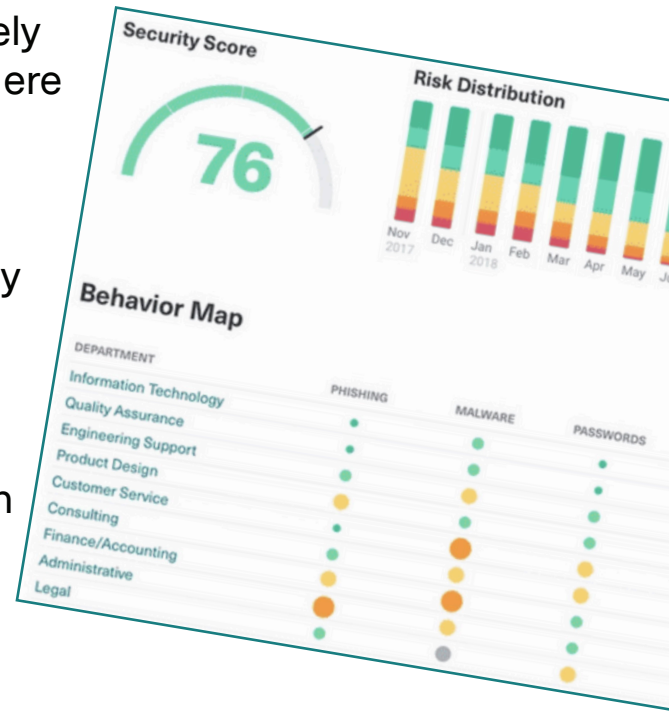 ely
ere
y
n
Security Score
76
Risk Distribution
Nov Dec Jan Feb Mar Apr May
2017 2018
Behavior Map
DEPARTMENT PHISHING MALWARE PASSWORDS
Information Technology
Quality Assurance
Engineering Support
Product Design
Customer Service
Consulting
Finance/Accounting
Administrative
Legal